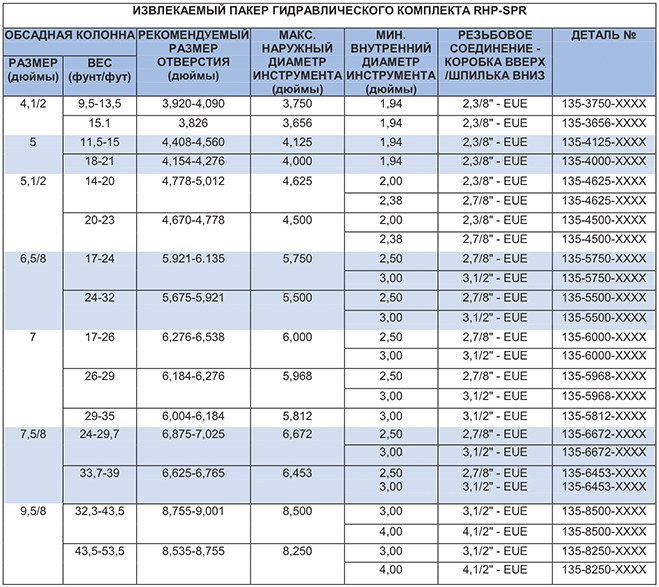 ИЗВЛЕКАЕМЫЙ ПАКЕР ГИДРАВЛИЧЕСКОГО КОМПЛЕКТА RHP-SPR
ОБСАДНАЯ КОЛОННА РЕКОМЕНДУЕМЫЙ РАЗМЕР ОТВЕРСТИЯ (дюймы) МАКС. НАРУЖНЫЙ ДИАМЕТР ИНСТРУМЕНТА (дюймы) МИН. ВНУТРЕННИЙ ДИАМЕТР ИНСТРУМЕНТА (дюймы) РЕЗЬБОВОЕ СОЕДИНЕНИЕ - КОРОБКА ВВЕРХ /ШПИЛЬКА ВНИЗ ДЕТАЛЬ №
РАЗМЕР (дюймы) ВЕС (фунт/фут)
4,1/2 9,5-13,5 3,920-4,090 3,750 1,94 2,3/8" - EUE 135-3750-XXXX
15.1 3,826 3,656 1,94 2,3/8" - EUE 135-3656-XXXX
5 11,5-15 4,408-4,560 4,125 1,94 2,3/8" - EUE 135-4125-XXXX
18-21 4,154-4,276 4,000 1,94 2,3/8" - EUE 135-4000-XXXX
5,1/2 14-20 4,778-5,012 4,625 2,00 2,3/8" - EUE 135-4625-XXXX
2,38 2,7/8" - EUE 135-4625-XXXX
20-23 4,670-4,778 4,500 2,00 2,3/8" - EUE 135-4500-XXXX
2,38 2,7/8" - EUE 135-4500-XXXX
6,5/8 17-24 5.921-6.135 5,750 2,50 2,7/8" - EUE 135-5750-XXXX
3,00 3,1/2" - EUE 135-5750-XXXX
24-32 5,675-5,921 5,500 2,50 2,7/8" - EUE 135-5500-XXXX
3,00 3,1/2" - EUE 135-5500-XXXX
7 17-26 6,276-6,538 6,000 2,50 2,7/8" - EUE 135-6000-XXXX
3,00 3,1/2" - EUE 135-6000-XXXX
26-29 6,184-6,276 5,968 2,50 2,7/8" - EUE 135-5968-XXXX
3,00 3,1/2" - EUE 135-5968-XXXX
29-35 6,004-6,184 5,812 3,00 3,1/2" - EUE 135-5812-XXXX
7,5/8 24-29,7 6,875-7,025 6,672 2,50 2,7/8" - EUE 135-6672-XXXX
3,00 3,1/2" - EUE 135-6672-XXXX
33,7-39 6,625-6,765 6,453 2,50 2,7/8" - EUE 135-6453-XXXX
3,00 3,1/2" - EUE 135-6453-XXXX
9,5/8 32,3-43,5 8,755-9,001 8,500 3,00 3,1/2" - EUE 135-8500-XXXX
4,00 4,1/2" - EUE 135-8500-XXXX
43,5-53,5 8,535-8,755 8,250 3,00 3,1/2" - EUE 135-8250-XXXX
4,00 4,1/2" - EUE 135-8250-XXXX